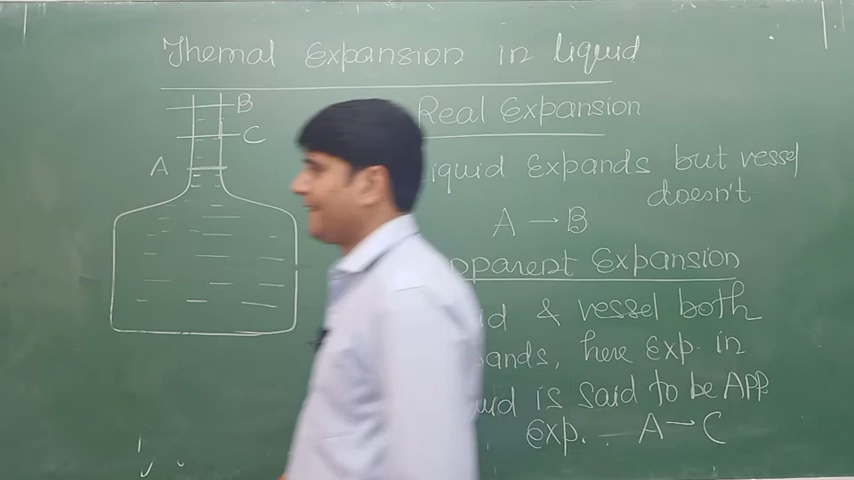 Themal Expansion in liquid
B
C
A
Real Expansion
iquid Expands but vessel
doesn't
A → B
pparent Expansion
id & vessel both
ands, here Exp. in
uid is said to be APP.
Exp. — A → C